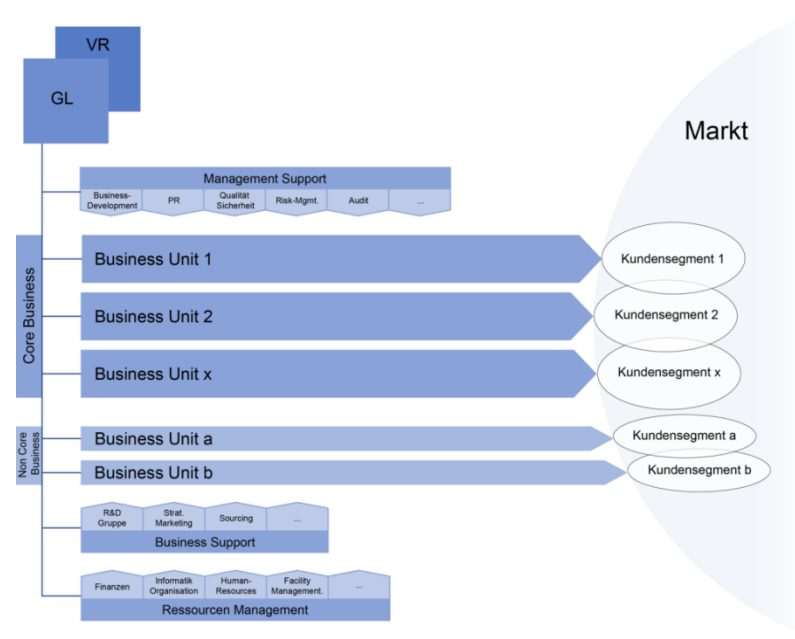 VR
GL
Markt
Management Support
Business-
Development
PR
Qualität
Sicherheit
Risk-Mgmt.
Audit
...
Core Business
Business Unit 1
Kundensegment 1
Business Unit 2
Kundensegment 2
Business Unit x
Kundensegment x
Non Core
Business
Business Unit a
Kundensegment a
Business Unit b
Kundensegment b
R&D
Gruppe
Strat.
Marketing
Sourcing
...
Business Support
Finanzen
Informatik
Organisation
Human-
Resources
Facility
Management.
...
Ressourcen Management